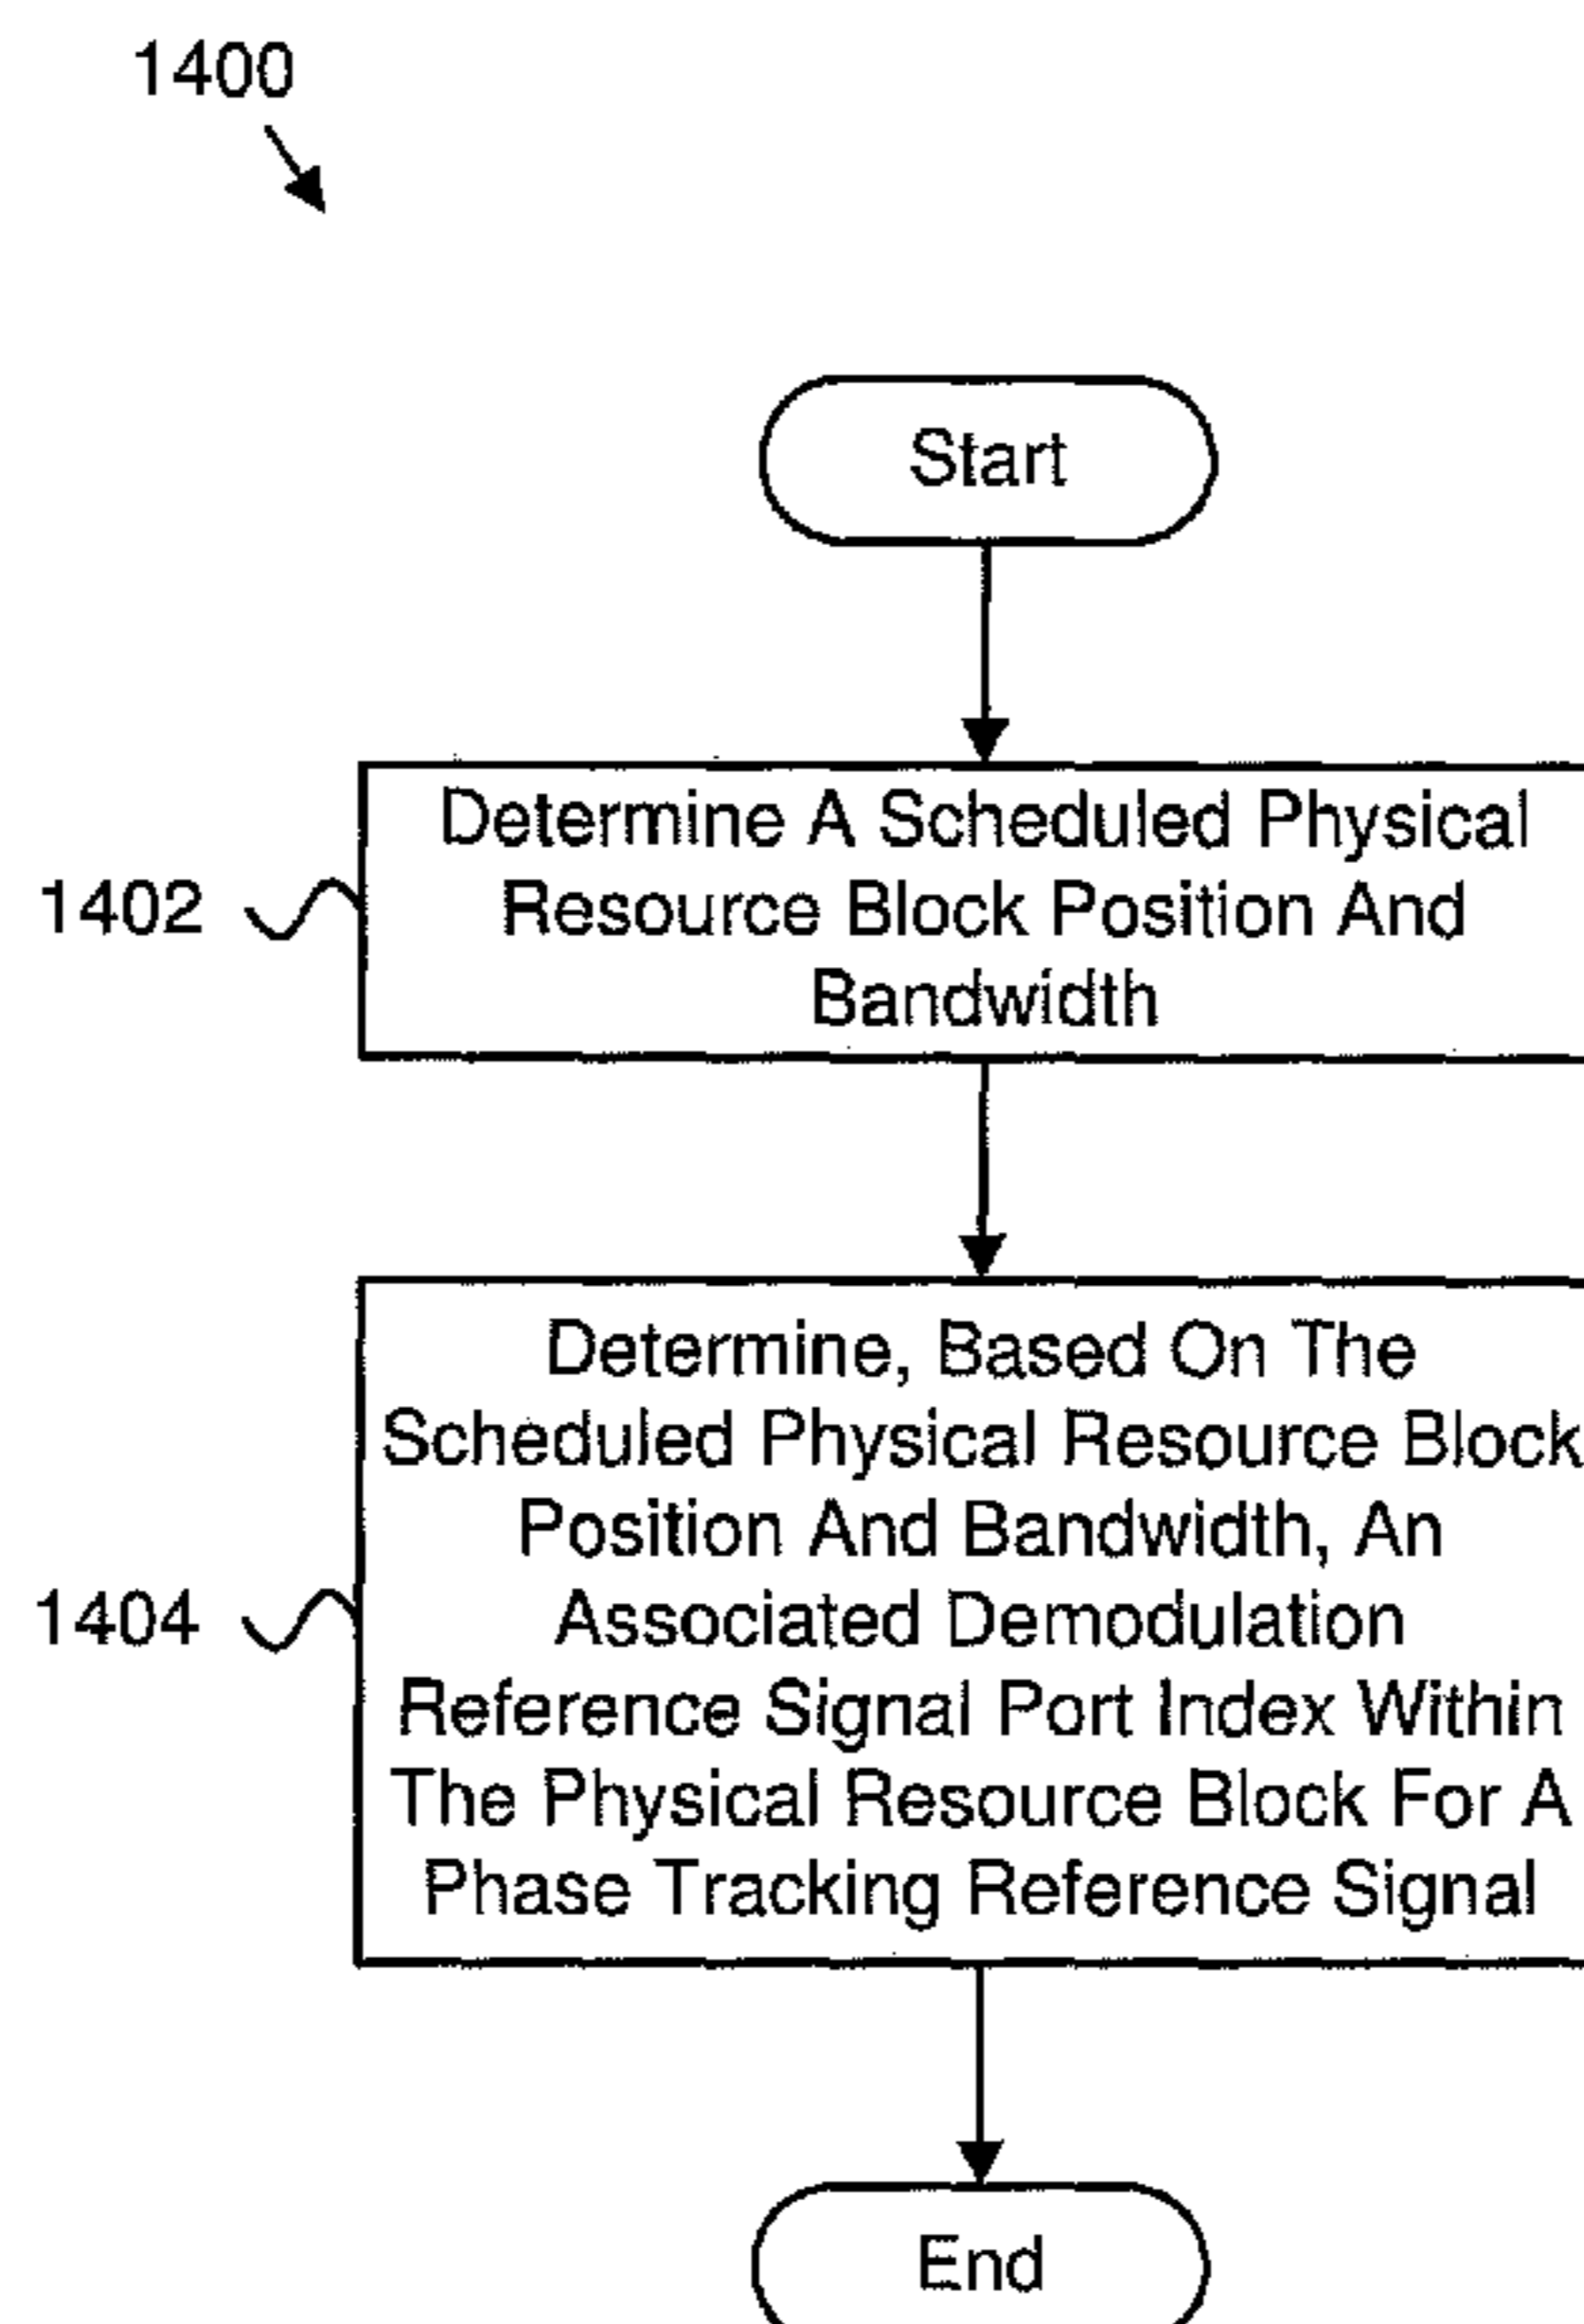 1400
Start
Determine A Scheduled Physical
Resource Block Position And
Bandwidth
1402
Determine, Based On The
Scheduled Physical Resource Block
Position And Bandwidth, An
Associated Demodulation
Reference Signal Port Index Within
The Physical Resource Block For A
Phase Tracking Reference Signal
1404
End